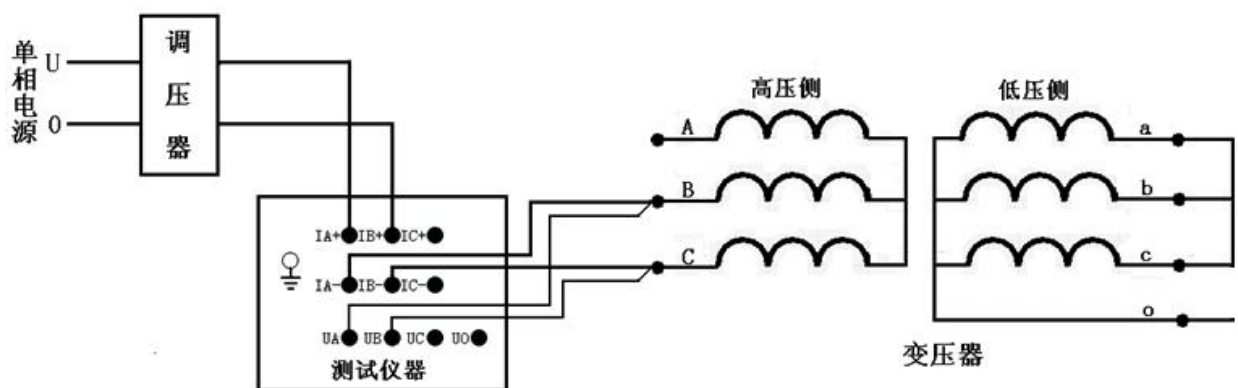 单相电源
U
0
调压器
IA+ IB+ IC+
IA- IB- IC-
UA UB UC U0
测试仪器
高压侧
低压侧
A
B
C
a
b
c
o
变压器